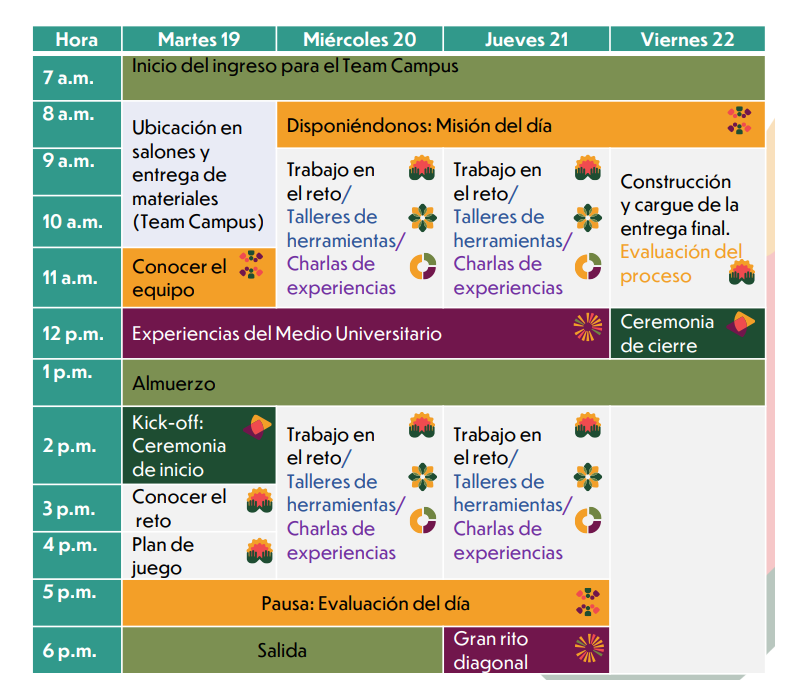 Hora Martes 19 Miércoles 20 Jueves 21 Viernes 22
7 a.m.
Inicio del ingreso para el Team Campus
8 a.m.
Ubicación en
salones y
entrega de
materiales
(Team Campus)
Disponiéndonos: Misión del día
9 a.m.
Trabajo en
el reto/
Talleres de
herramientas/
Charlas de
experiencias
Trabajo en
el reto/
Talleres de
herramientas/
Charlas de
experiencias
Construcción
y cargue de la
entrega final.
Evaluación del
proceso
10 a.m.
11 a.m.
Conocer el
equipo
12 p.m.
Experiencias del Medio Universitario
Ceremonia
de cierre
1 p.m.
Almuerzo
2 p.m.
Kick-off:
Ceremonia
de inicio
Trabajo en
el reto/
Talleres de
herramientas/
Charlas de
experiencias
Trabajo en
el reto/
Talleres de
herramientas/
Charlas de
experiencias
3 p.m.
Conocer el
reto
4 p.m.
Plan de
juego
5 p.m.
Pausa: Evaluación del día
6 p.m.
Salida
Gran rito
diagonal